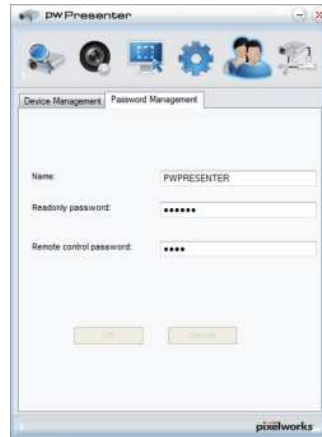 pwPresenter
Device Management Password Management
Name: PWPRESENTER
Readonly password: ••••••
Remote control password: ••••
pixelworks